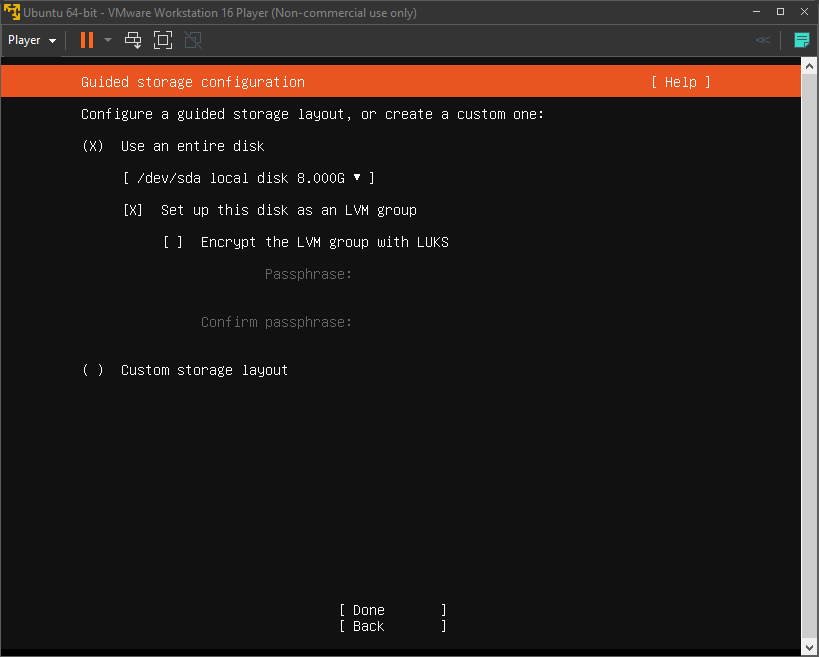 Ubuntu 64-bit - VMware Workstation 16 Player (Non-commercial use only)
Player
Guided storage configuration [ Help ]
Configure a guided storage layout, or create a custom one:
(X) Use an entire disk
[ /dev/sda local disk 8.000G ▾ ]
[X] Set up this disk as an LVM group
[ ] Encrypt the LVM group with LUKS
Passphrase:
Confirm passphrase:
( ) Custom storage layout
[ Done ]
[ Back ]